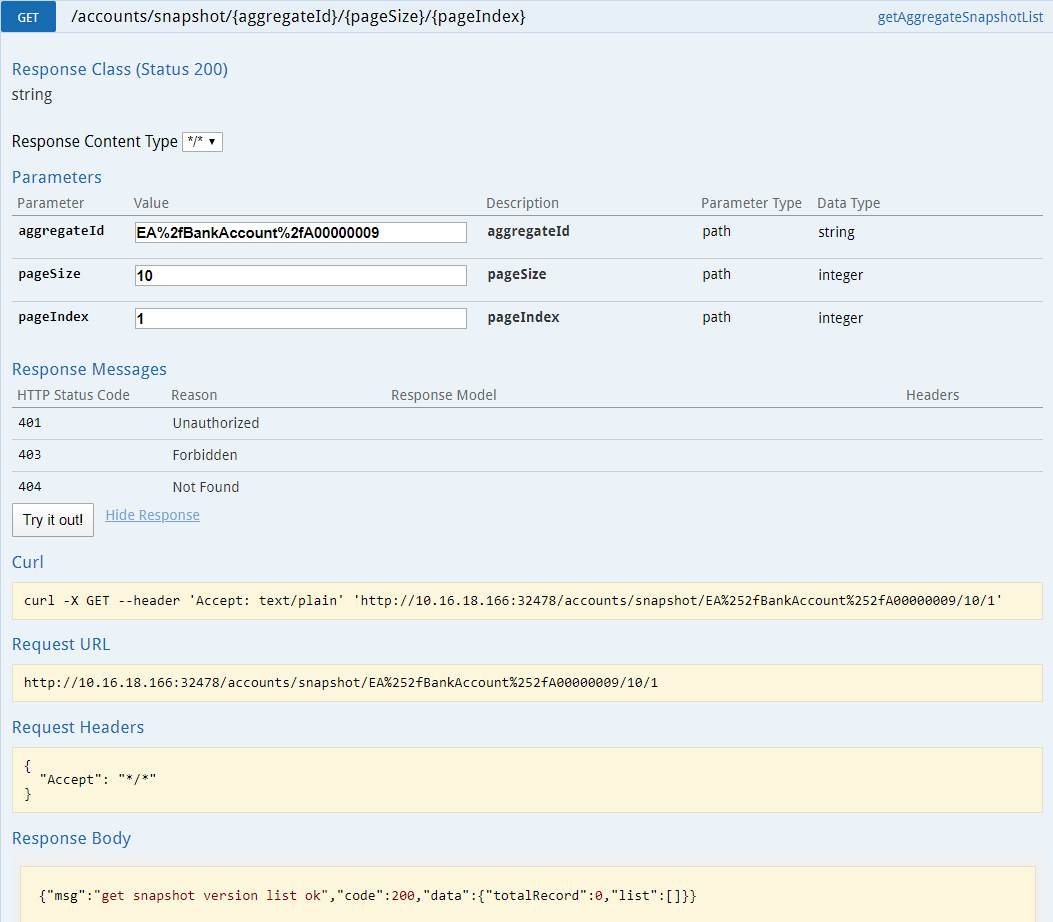 GET /accounts/snapshot/{aggregateId}/{pageSize}/{pageIndex} getAggregateSnapshotList
Response Class (Status 200)
string
Response Content Type */* ▼
Parameters
Parameter Value Description Parameter Type Data Type
aggregateId EA%2fBankAccount%2fA00000009 aggregateId path string
pageSize 10 pageSize path integer
pageIndex 1 pageIndex path integer
Response Messages
HTTP Status Code Reason Response Model Headers
401 Unauthorized
403 Forbidden
404 Not Found
Try it out! Hide Response
Curl
curl -X GET --header 'Accept: text/plain' 'http://10.16.18.166:32478/accounts/snapshot/EA%252fBankAccount%252fA00000009/10/1'
Request URL
http://10.16.18.166:32478/accounts/snapshot/EA%252fBankAccount%252fA00000009/10/1
Request Headers
{
"Accept": "*/*"
}
Response Body
{"msg":"get snapshot version list ok","code":200,"data":{"totalRecord":0,"list":[]}}